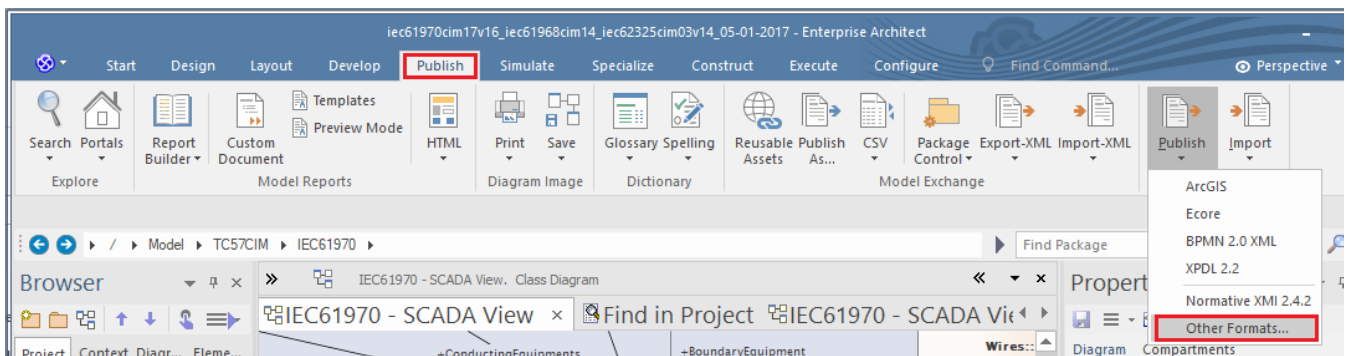 iec61970cim17v16_iec61968cim14_iec62325cim03v14_05-01-2017 - Enterprise Architect
Start Design Layout Develop Publish Simulate Specialize Construct Execute Configure Find Command... Perspective
Templates
Preview Mode
Search Portals Report Builder Custom Document HTML Print Save Glossary Spelling Reusable Assets Publish As... CSV Package Control Export-XML Import-XML Publish Import
Explore Model Reports Diagram Image Dictionary Model Exchange
ArcGIS
Ecore
BPMN 2.0 XML
XPDL 2.2
Normative XMI 2.4.2
Other Formats...
/ Model TC57CIM IEC61970 Find Package
Browser IEC61970 - SCADA View. Class Diagram Propert
IEC61970 - SCADA View × Find in Project IEC61970 - SCADA Vie
Project Context Diagr... Eleme... +ConductingEquipments +BoundaryEquipment Wires:: Diagram Compartments